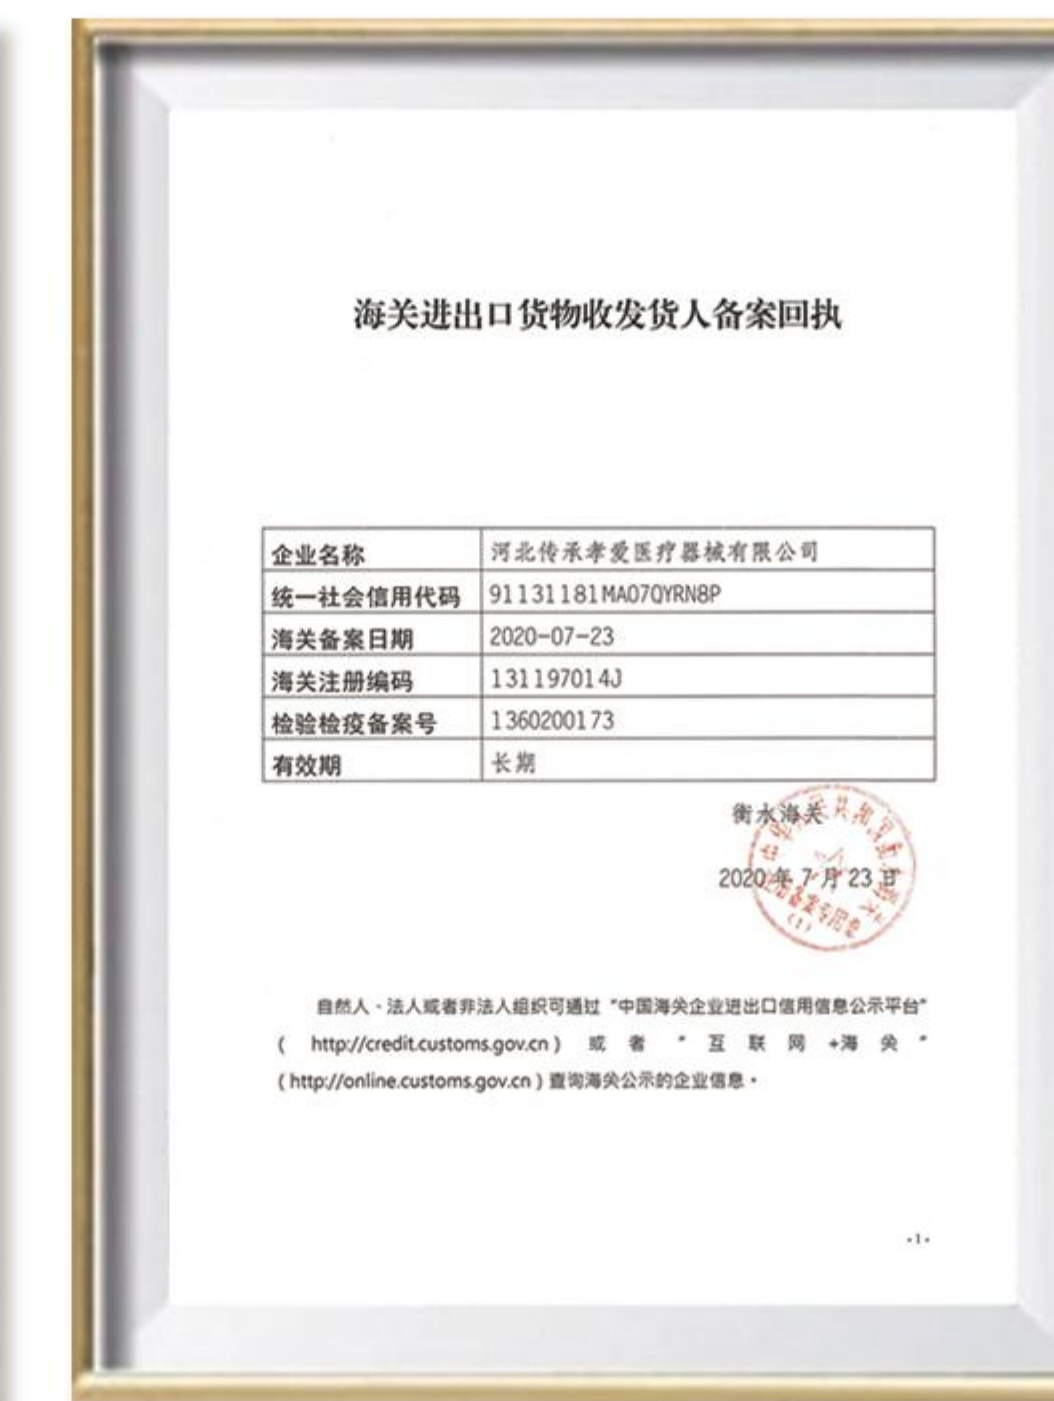 海关进出口货物收发货人备案回执
企业名称 河北传承孝爱医疗器械有限公司
统一社会信用代码 91131181MA07QYRN8P
海关备案日期 2020-07-23
海关注册编码 131197014J
检验检疫备案号 1360200173
有效期 长期
衡水海关
2020年7月23日
自然人、法人或者非法人组织可通过“中国海关企业进出口信用信息公示平台”
( http://credit.customs.gov.cn ) 或者“互联网+海关”
( http://online.customs.gov.cn ) 查询海关公示的企业信息。
·1·